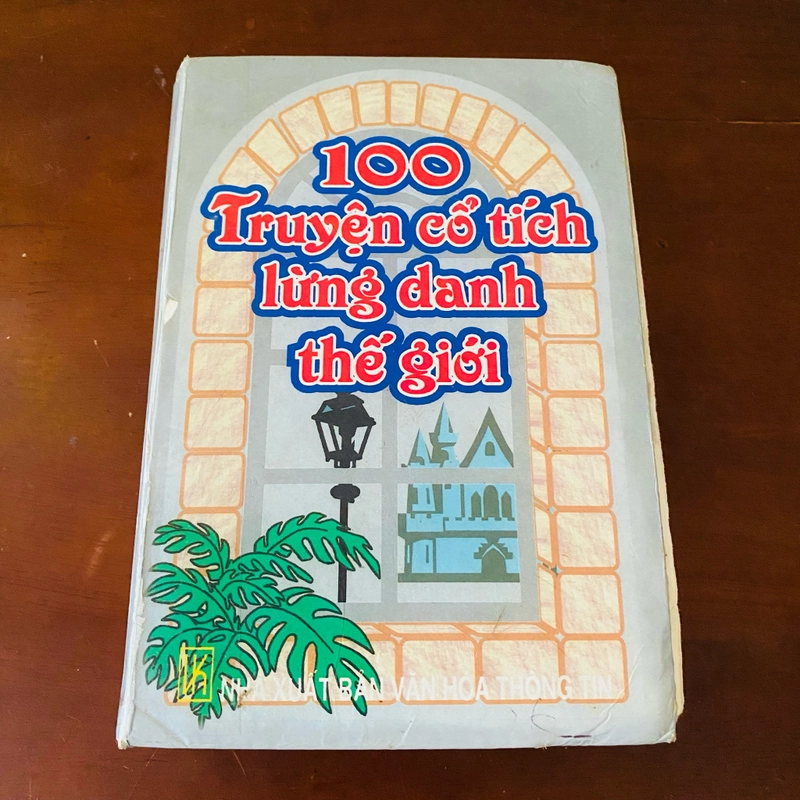 100
Truyện cổ tích
lừng danh
thế giới
NHÀ XUẤT BẢN VĂN HÓA THÔNG TIN